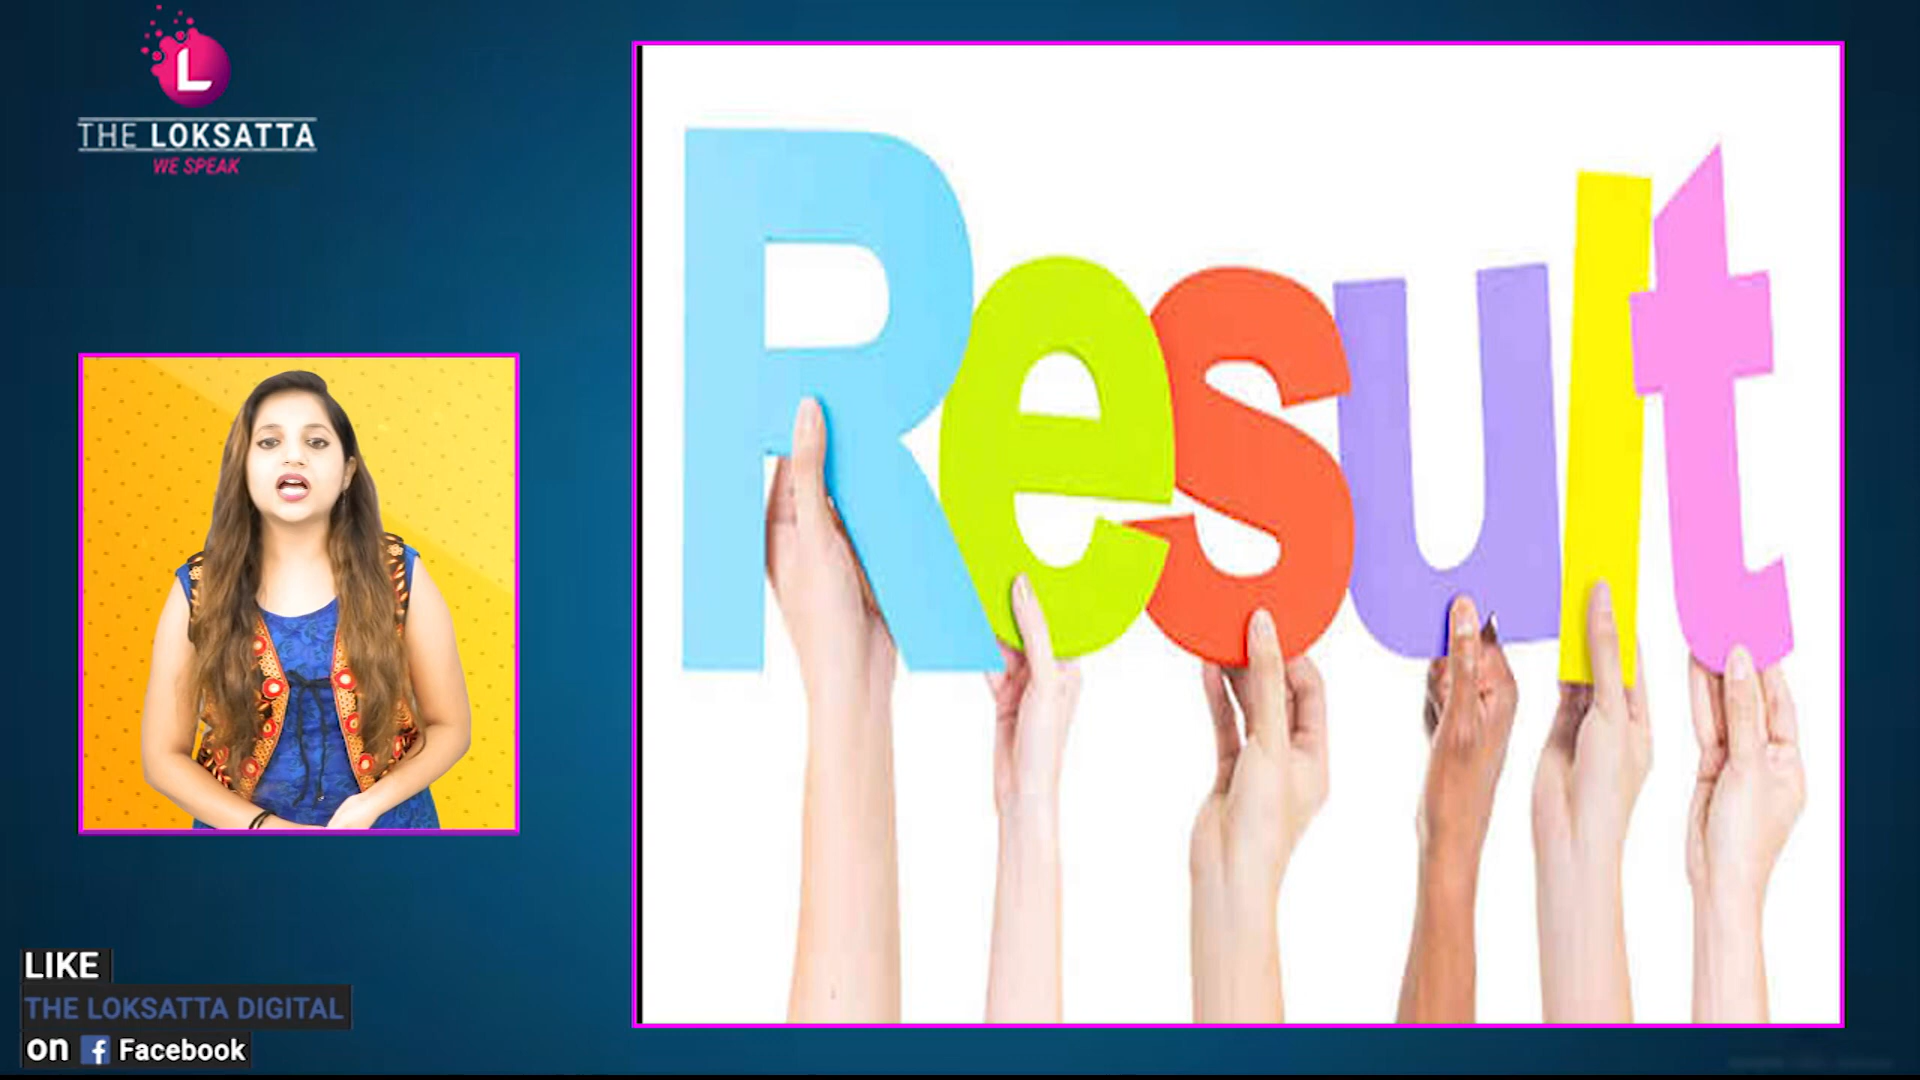 L
THE LOKSATTA
WE SPEAK
Result
LIKE
THE LOKSATTA DIGITAL
on f Facebook